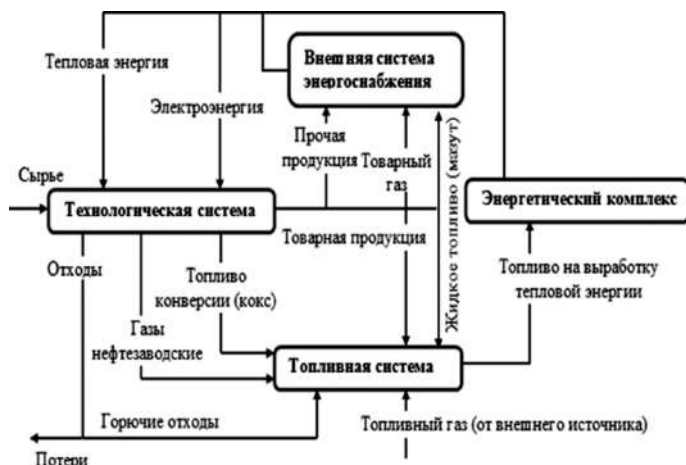 Тепловая энергия
Внешняя система
энергоснабжения
Электроэнергия
Прочая
продукция
Товарный
газ
Жидкое топливо (мазут)
Сырье
Технологическая система
Энергетический комплекс
Товарная продукция
Отходы
Топливо
конверсии (кокс)
Топливо на выработку
тепловой энергии
Газы
нефтезаводские
Топливная система
Горючие отходы
Топливный газ (от внешнего источника)
Потери